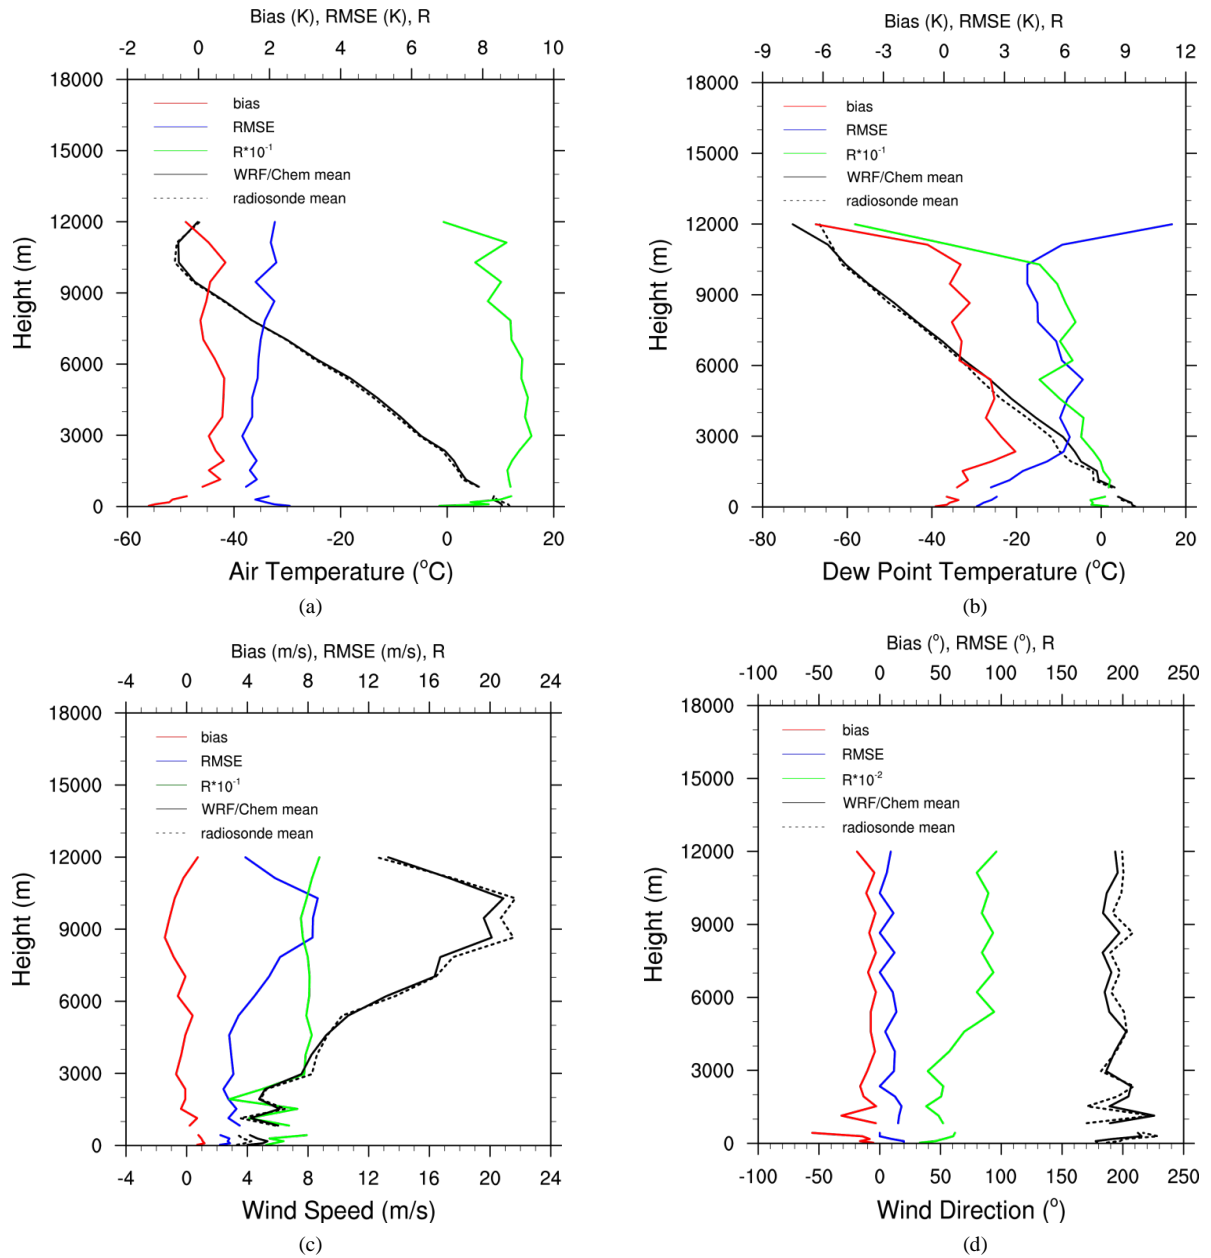 Bias (K), RMSE (K), R
-2 0 2 4 6 8 10
18000
15000
12000
9000
6000
3000
0
Height (m)
bias
RMSE
R*10⁻¹
WRF/Chem mean
radiosonde mean
-60 -40 -20 0 20
Air Temperature (°C)
(a)
Bias (K), RMSE (K), R
-9 -6 -3 0 3 6 9 12
18000
15000
12000
9000
6000
3000
0
Height (m)
bias
RMSE
R*10⁻¹
WRF/Chem mean
radiosonde mean
-80 -60 -40 -20 0 20
Dew Point Temperature (°C)
(b)
Bias (m/s), RMSE (m/s), R
-4 0 4 8 12 16 20 24
18000
15000
12000
9000
6000
3000
0
Height (m)
bias
RMSE
R*10⁻¹
WRF/Chem mean
radiosonde mean
-4 0 4 8 12 16 20 24
Wind Speed (m/s)
(c)
Bias (°), RMSE (°), R
-100 -50 0 50 100 150 200 250
18000
15000
12000
9000
6000
3000
0
Height (m)
bias
RMSE
R*10⁻²
WRF/Chem mean
radiosonde mean
-100 -50 0 50 100 150 200 250
Wind Direction (°)
(d)